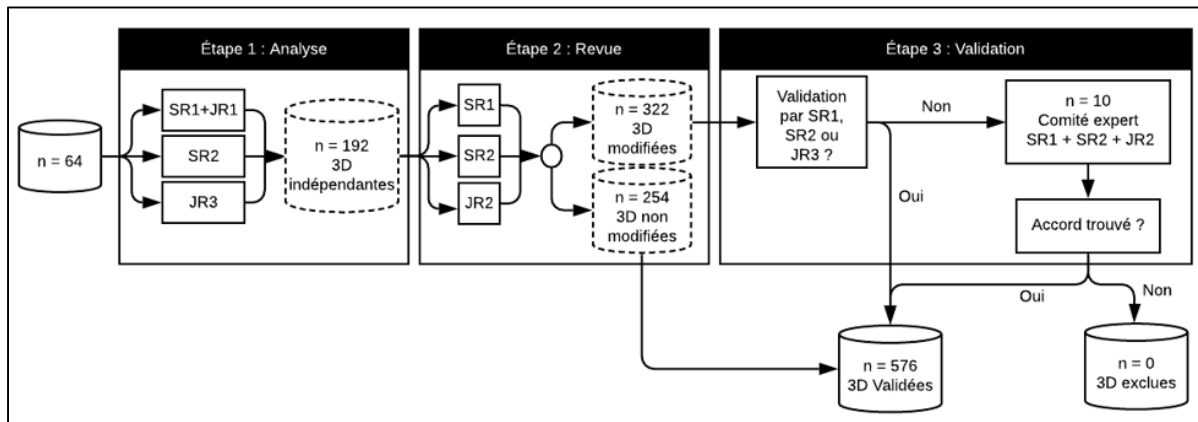 Étape 1 : Analyse
Étape 2 : Revue
Étape 3 : Validation
n = 64
SR1+JR1
SR2
JR3
n = 192
3D
indépendantes
SR1
SR2
JR2
n = 322
3D
modifiées
n = 254
3D non
modifiées
Validation
par SR1,
SR2 ou
JR3 ?
Non
Oui
n = 10
Comité expert
SR1 + SR2 + JR2
Accord trouvé ?
Oui
Non
n = 576
3D Validées
n = 0
3D exclues